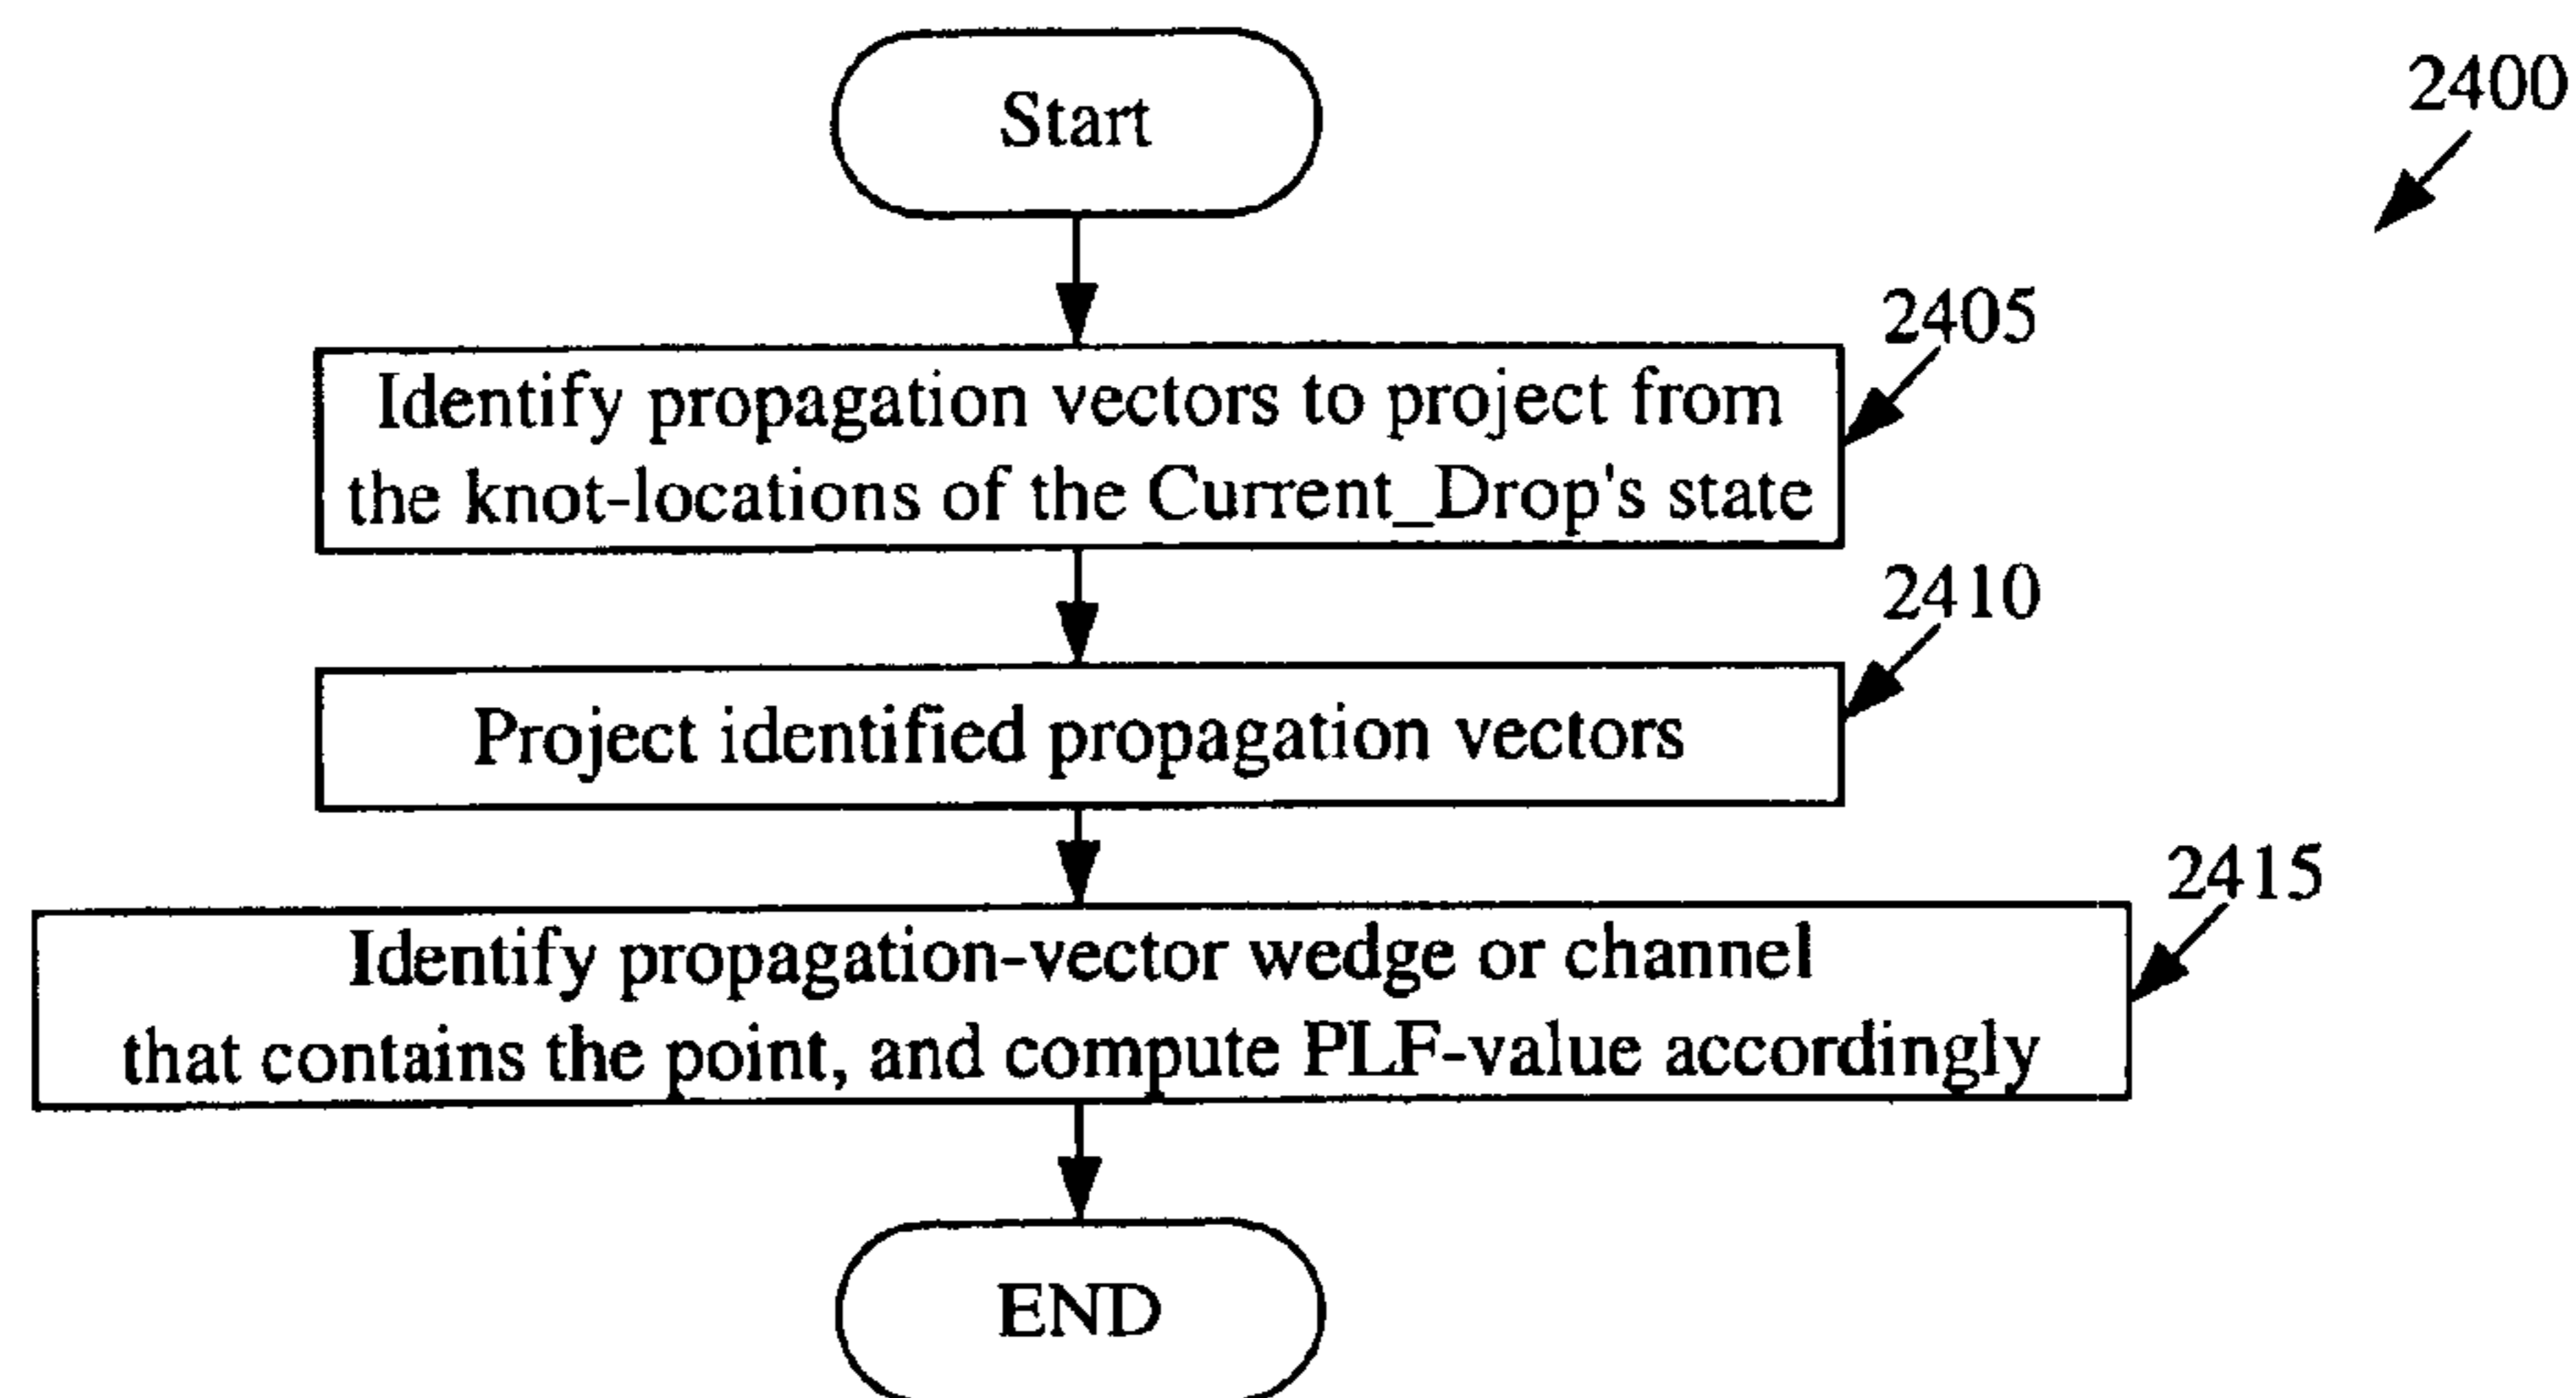 Start
2400
2405
Identify propagation vectors to project from
the knot-locations of the Current_Drop's state
2410
Project identified propagation vectors
2415
Identify propagation-vector wedge or channel
that contains the point, and compute PLF-value accordingly
END